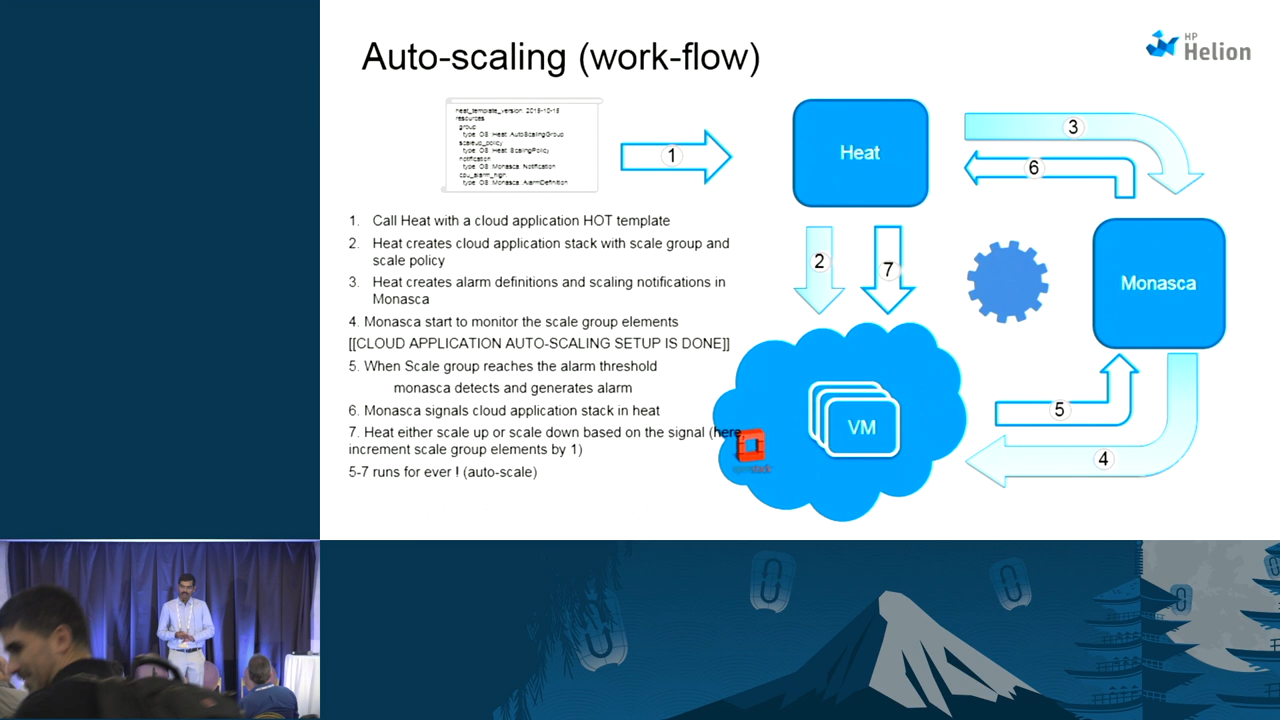 Auto-scaling (work-flow)
HP
Helion
heat_template_version: 2015-10-15
resources
group
type: OS::Heat::AutoScalingGroup
scaleup_policy
type: OS::Heat::ScalingPolicy
notification
type: OS::Monasca::Notification
cpu_alarm_high
type: OS::Monasca::AlarmDefinition
1
Heat
3
6
1. Call Heat with a cloud application HOT template
2. Heat creates cloud application stack with scale group and
scale policy
3. Heat creates alarm definitions and scaling notifications in
Monasca
4. Monasca start to monitor the scale group elements
[[CLOUD APPLICATION AUTO-SCALING SETUP IS DONE]]
5. When Scale group reaches the alarm threshold
monasca detects and generates alarm
6. Monasca signals cloud application stack in heat
7. Heat either scale up or scale down based on the signal (here,
increment scale group elements by 1)
5-7 runs for ever ! (auto-scale)
2
7
Monasca
VM
openstack
5
4